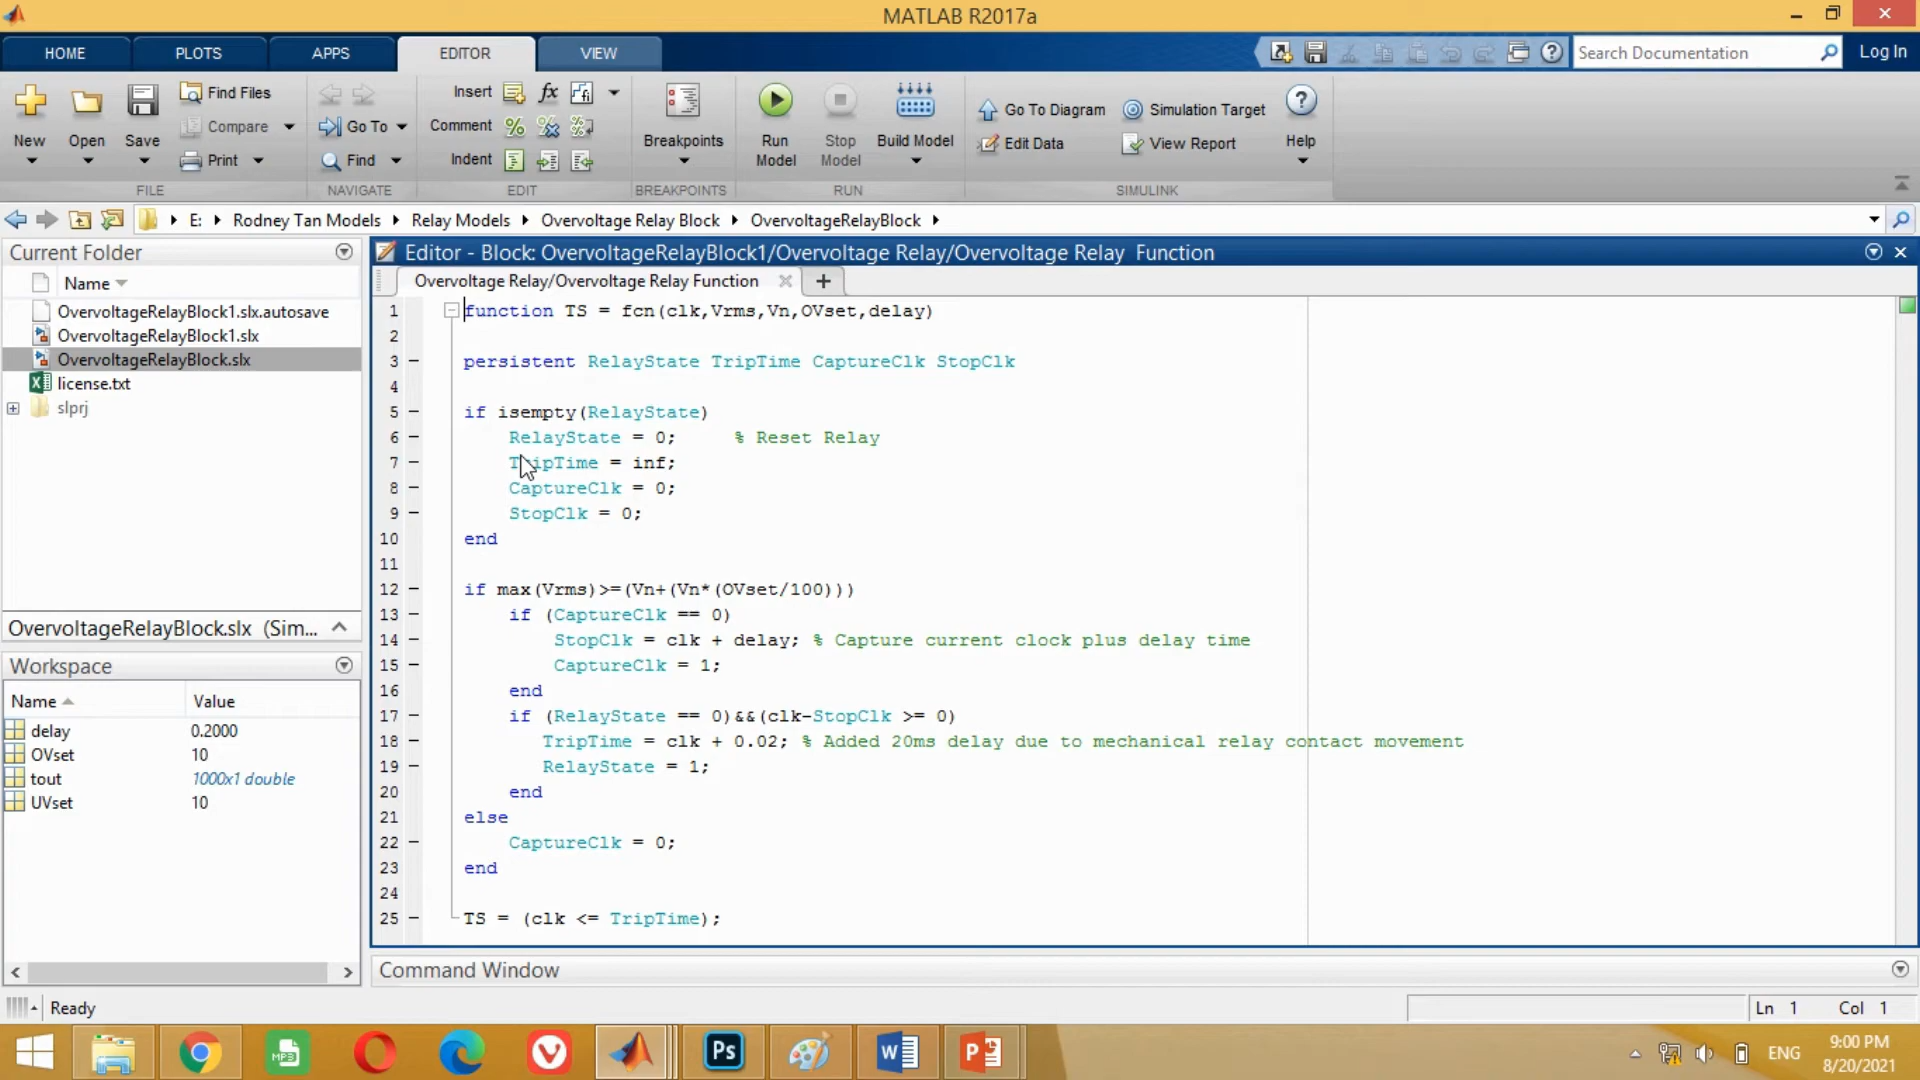 MATLAB R2017a
HOME PLOTS APPS EDITOR VIEW
Search Documentation
Log In
New Open Save
Find Files
Compare
Print
FILE
Go To
Find
NAVIGATE
Insert fx
Comment
Indent
EDIT
Breakpoints
BREAKPOINTS
Run Model
Stop Model
Build Model
RUN
Go To Diagram
Simulation Target
Edit Data
View Report
SIMULINK
Help
E: Rodney Tan Models Relay Models Overvoltage Relay Block OvervoltageRelayBlock
Current Folder
Name
OvervoltageRelayBlock1.slx.autosave
OvervoltageRelayBlock1.slx
OvervoltageRelayBlock.slx
license.txt
slprj
OvervoltageRelayBlock.slx (Sim...
Workspace
Name Value
delay 0.2000
OVset 10
tout 1000x1 double
UVset 10
Editor - Block: OvervoltageRelayBlock1/Overvoltage Relay/Overvoltage Relay Function
Overvoltage Relay/Overvoltage Relay Function
1 function TS = fcn(clk,Vrms,Vn,OVset,delay)
2
3 persistent RelayState TripTime CaptureClk StopClk
4
5 if isempty(RelayState)
6 RelayState = 0; % Reset Relay
7 TripTime = inf;
8 CaptureClk = 0;
9 StopClk = 0;
10 end
11
12 if max(Vrms)>=(Vn+(Vn*(OVset/100)))
13 if (CaptureClk == 0)
14 StopClk = clk + delay; % Capture current clock plus delay time
15 CaptureClk = 1;
16 end
17 if (RelayState == 0)&&(clk-StopClk >= 0)
18 TripTime = clk + 0.02; % Added 20ms delay due to mechanical relay contact movement
19 RelayState = 1;
20 end
21 else
22 CaptureClk = 0;
23 end
24
25 TS = (clk <= TripTime);
Command Window
Ready
Ln 1 Col 1
MP3
Ps
W
P
ENG
9:00 PM
8/20/2021